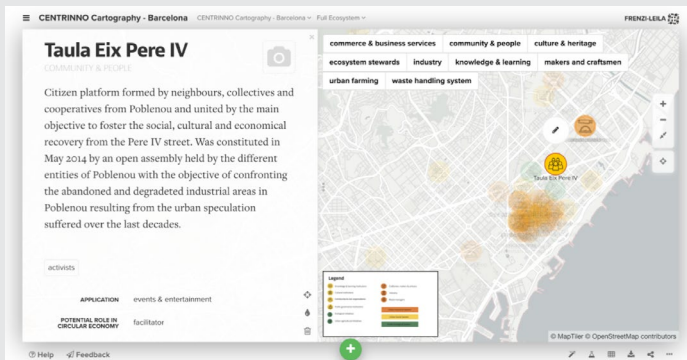 CENTRINNO Cartography - Barcelona
CENTRINNO Cartography - Barcelona
Full Ecosystem
FRENZI-LEILA
Taula Eix Pere IV
COMMUNITY & PEOPLE
Citizen platform formed by neighbours, collectives and
cooperatives from Poblenou and united by the main
objective to foster the social, cultural and economical
recovery from the Pere IV street. Was constituted in
May 2014 by an open assembly held by the different
entities of Poblenou with the objective of confronting
the abandoned and degradeted industrial areas in
Poblenou resulting from the urban speculation
suffered over the last decades.
activists
APPLICATION events & entertainment
POTENTIAL ROLE IN
CIRCULAR ECONOMY facilitator
commerce & business services community & people culture & heritage
ecosystem stewards industry knowledge & learning makers and craftsmen
urban farming waste handling system
Taula Eix Pere IV
Legend
© MapTiler © OpenStreetMap contributors
Help Feedback